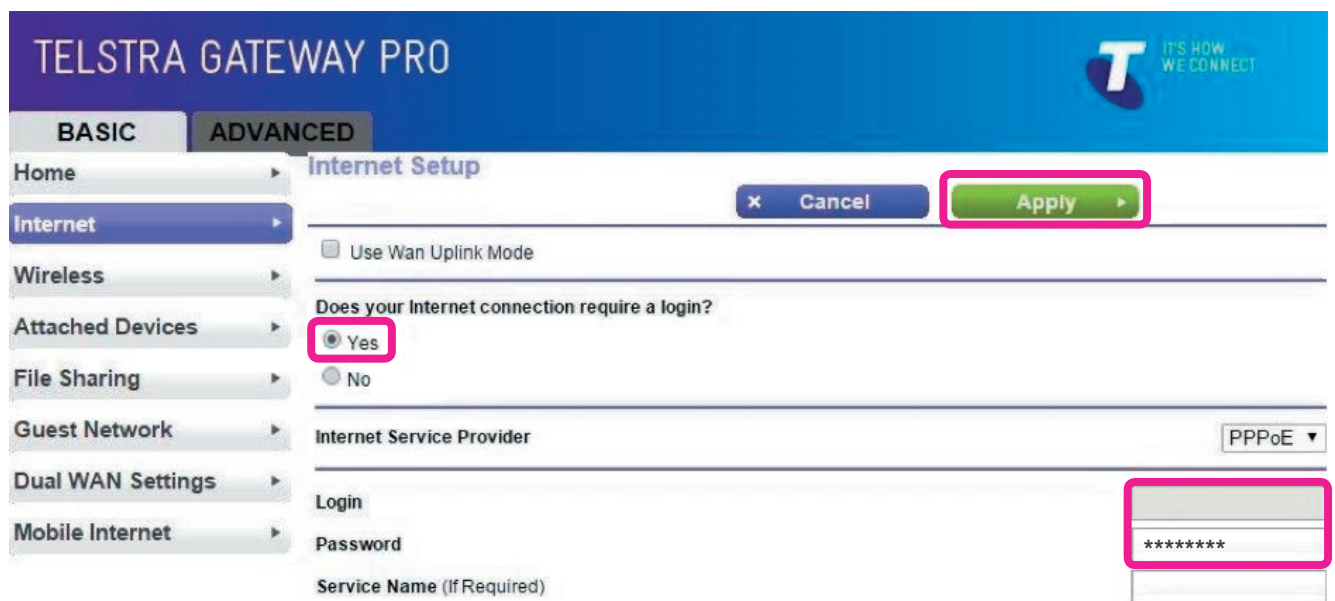 TELSTRA GATEWAY PRO
T IT'S HOW
WE CONNECT
BASIC ADVANCED
Home
Internet
Wireless
Attached Devices
File Sharing
Guest Network
Dual WAN Settings
Mobile Internet
Internet Setup
× Cancel Apply
Use Wan Uplink Mode
Does your Internet connection require a login?
Yes
No
Internet Service Provider PPPoE
Login
Password ********
Service Name (If Required)